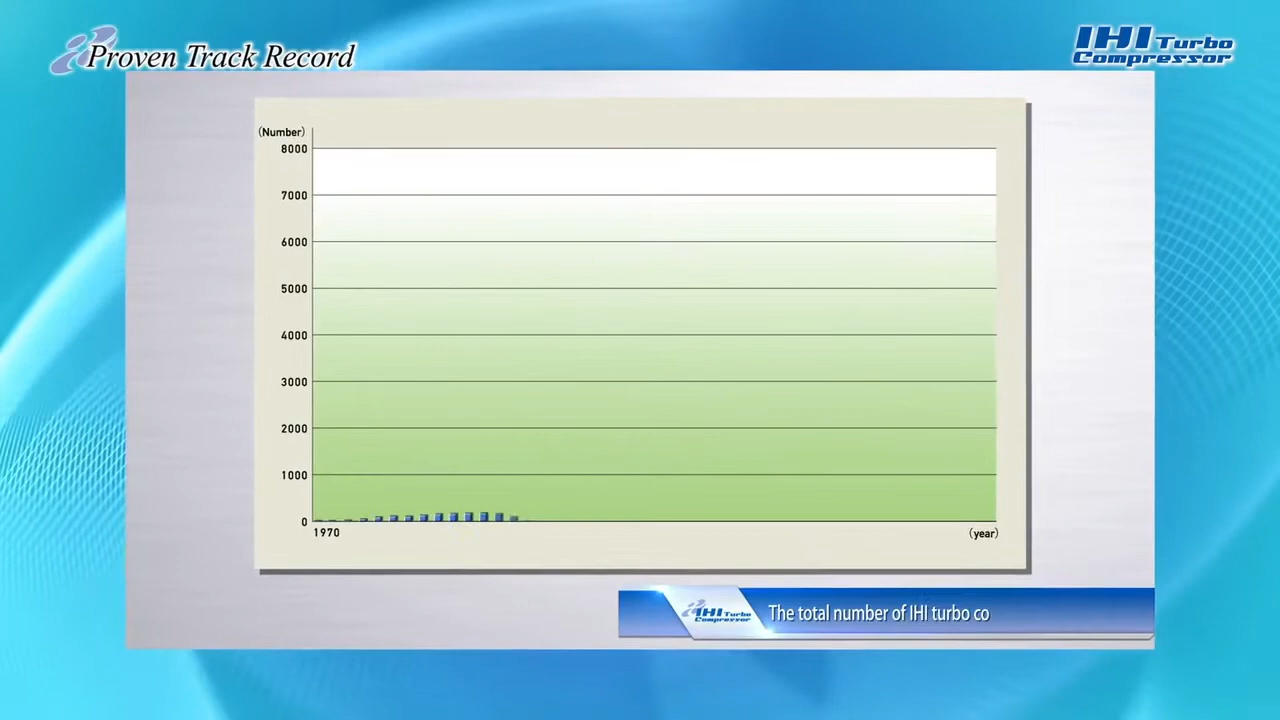 Proven Track Record
IHI Turbo
Compressor
(Number)
8000
7000
6000
5000
4000
3000
2000
1000
0
1970
(year)
IHI Turbo
Compressor
The total number of IHI turbo co